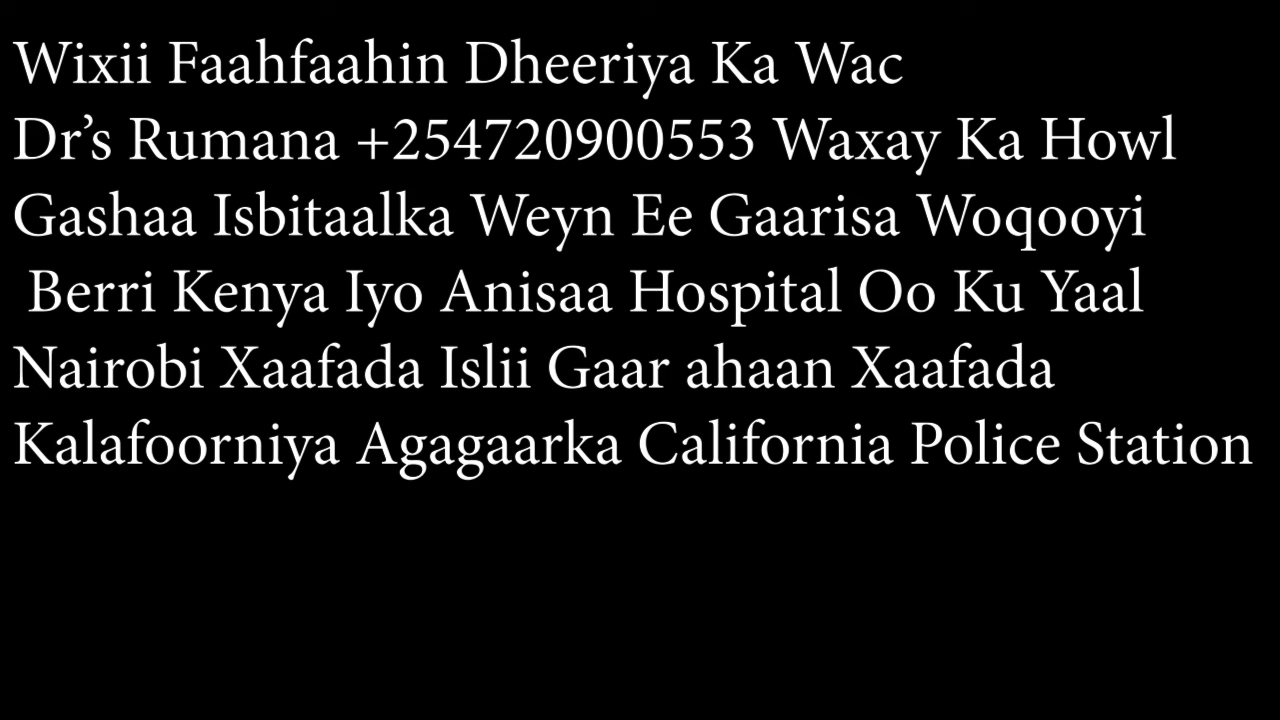 Wixii Faahfaahin Dheeriya Ka Wac
Dr’s Rumana +254720900553 Waxay Ka Howl
Gashaa Isbitaalka Weyn Ee Gaarisa Woqooyi
Berri Kenya Iyo Anisaa Hospital Oo Ku Yaal
Nairobi Xaafada Islii Gaar ahaan Xaafada
Kalafoorniya Agagaarka California Police Station